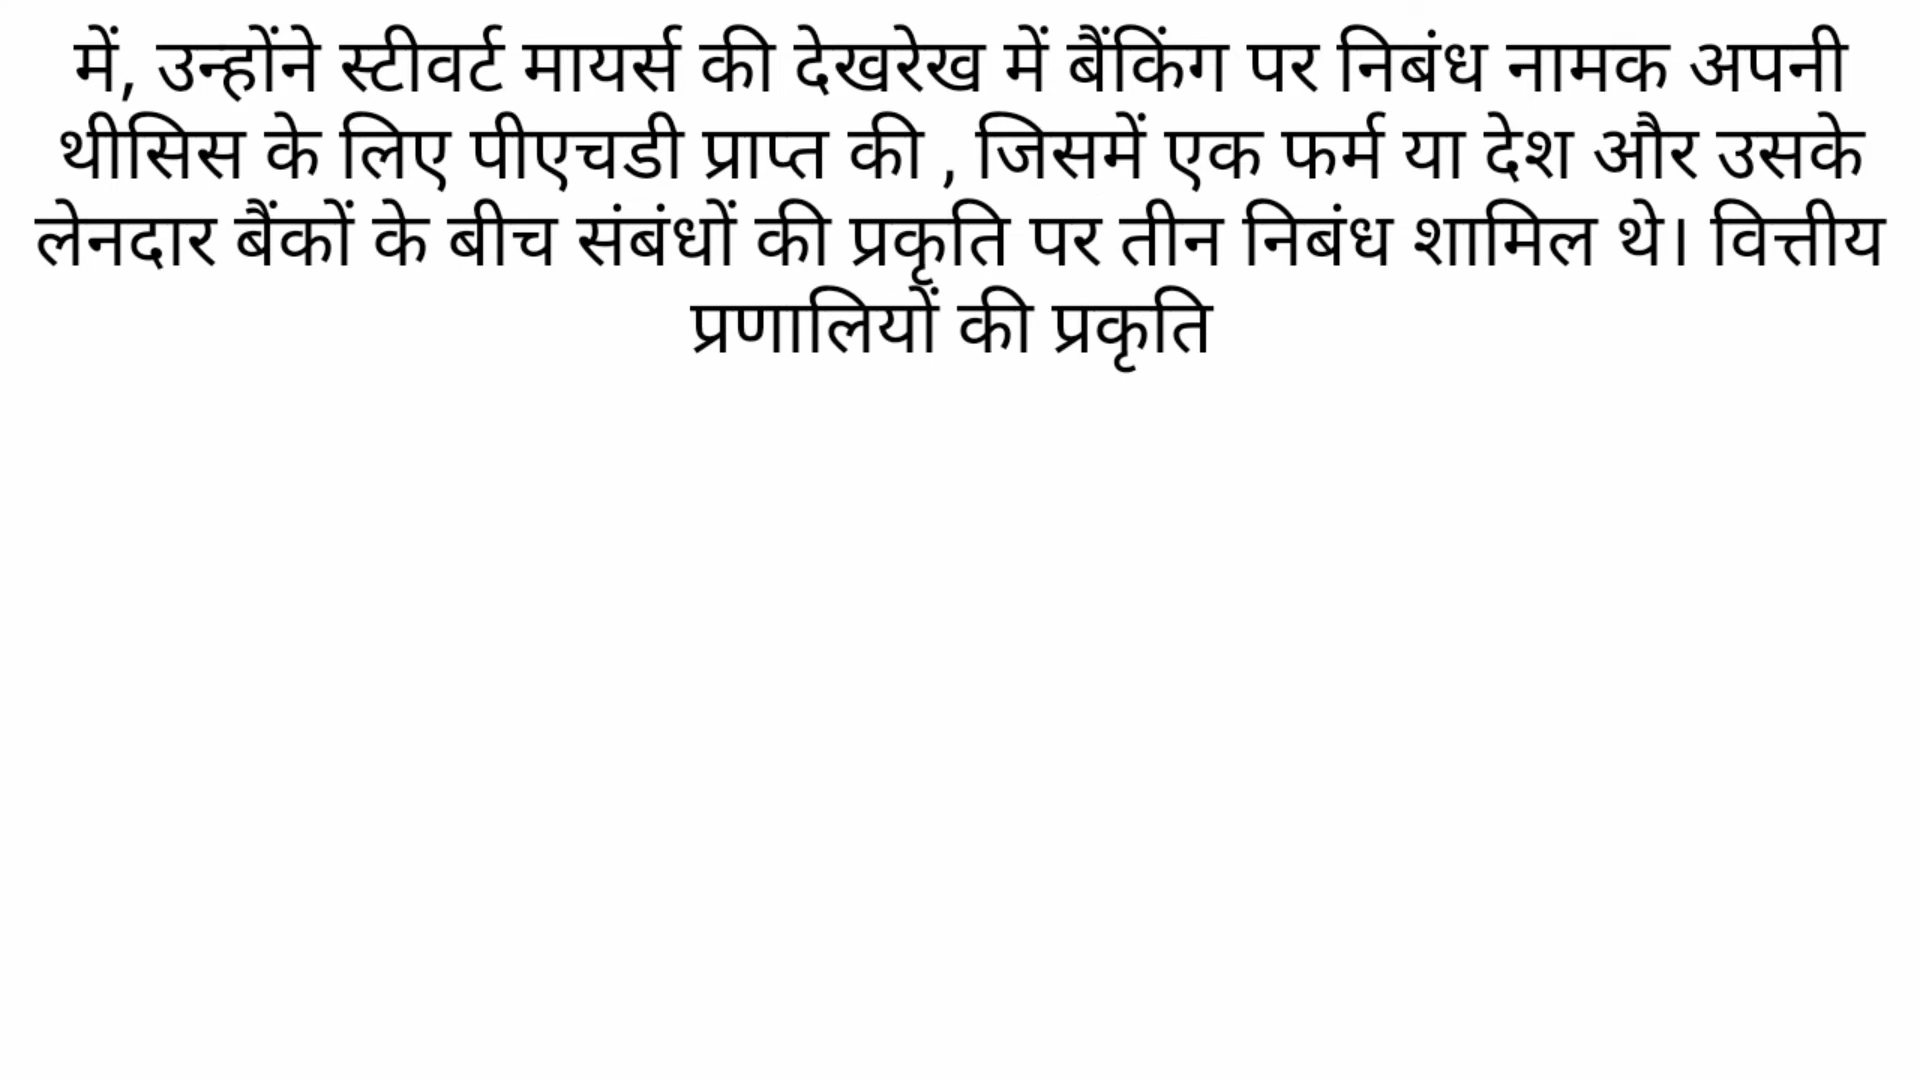 में, उन्होंने स्टीवर्ट मायर्स की देखरेख में बैंकिंग पर निबंध नामक अपनी
थीसिस के लिए पीएचडी प्राप्त की , जिसमें एक फर्म या देश और उसके
लेनदार बैंकों के बीच संबंधों की प्रकृति पर तीन निबंध शामिल थे। वित्तीय
प्रणालियों की प्रकृति